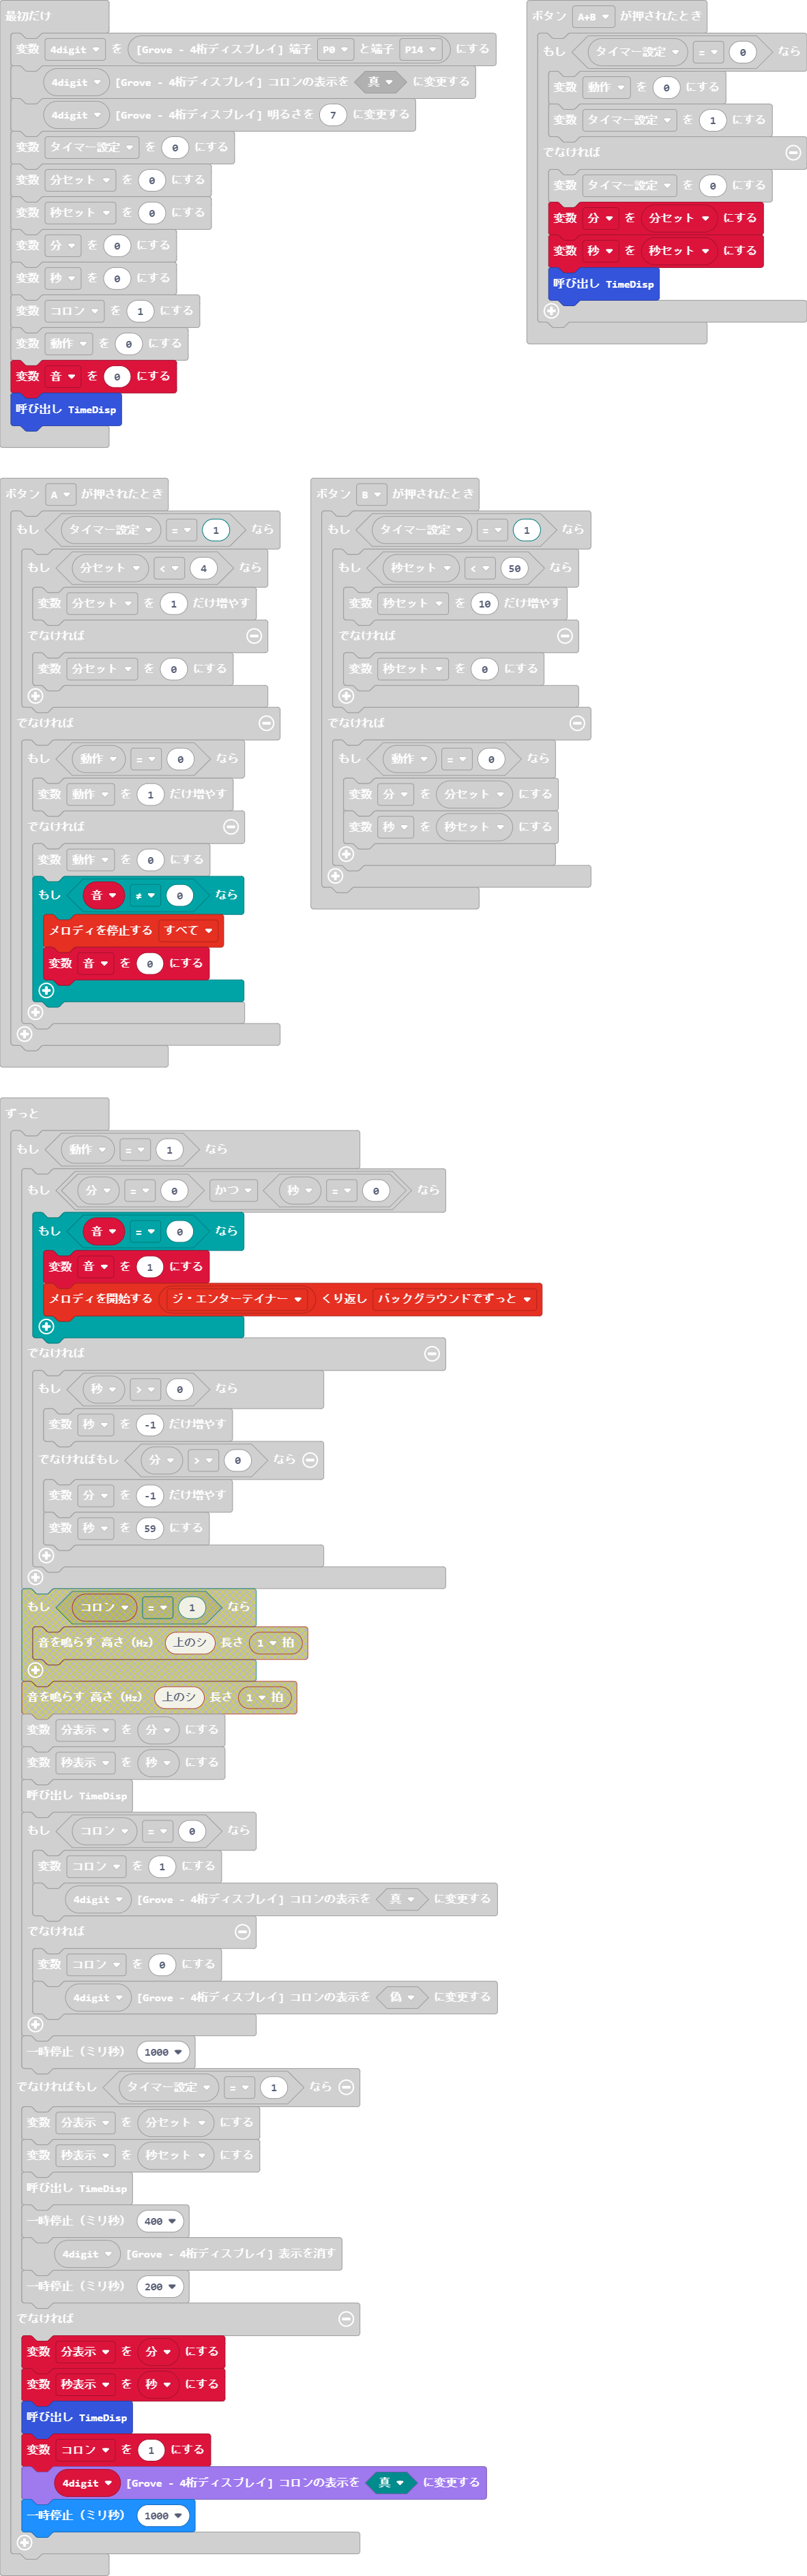 最初だけ
変数 4digit を [Grove - 4桁ディスプレイ] 端子 P0 と端子 P14 にする
4digit [Grove - 4桁ディスプレイ] コロンの表示を 真 に変更する
4digit [Grove - 4桁ディスプレイ] 明るさを 7 に変更する
変数 タイマー設定 を 0 にする
変数 分セット を 0 にする
変数 秒セット を 0 にする
変数 分 を 0 にする
変数 秒 を 0 にする
変数 コロン を 1 にする
変数 動作 を 0 にする
変数 音 を 0 にする
呼び出し TimeDisp
ボタン A+B が押されたとき
もし タイマー設定 = 0 なら
変数 動作 を 0 にする
変数 タイマー設定 を 1 にする
でなければ
変数 タイマー設定 を 0 にする
変数 分 を 分セット にする
変数 秒 を 秒セット にする
呼び出し TimeDisp
ボタン A が押されたとき
もし タイマー設定 = 1 なら
もし 分セット < 4 なら
変数 分セット を 1 だけ増やす
でなければ
変数 分セット を 0 にする
でなければ
もし 動作 = 0 なら
変数 動作 を 1 だけ増やす
でなければ
変数 動作 を 0 にする
もし 音 ≠ 0 なら
メロディを停止する すべて
変数 音 を 0 にする
ボタン B が押されたとき
もし タイマー設定 = 1 なら
もし 秒セット < 50 なら
変数 秒セット を 10 だけ増やす
でなければ
変数 秒セット を 0 にする
でなければ
もし 動作 = 0 なら
変数 分 を 分セット にする
変数 秒 を 秒セット にする
ずっと
もし 動作 = 1 なら
もし 分 = 0 かつ 秒 = 0 なら
もし 音 = 0 なら
変数 音 を 1 にする
メロディを開始する ジ・エンターテイナー くり返し バックグラウンドでずっと
でなければ
もし 秒 > 0 なら
変数 秒 を -1 だけ増やす
でなければもし 分 > 0 なら
変数 分 を -1 だけ増やす
変数 秒 を 59 にする
もし コロン = 1 なら
音を鳴らす 高さ (Hz) 上のシ 長さ 1 拍
音を鳴らす 高さ (Hz) 上のシ 長さ 1 拍
変数 分表示 を 分 にする
変数 秒表示 を 秒 にする
呼び出し TimeDisp
もし コロン = 0 なら
変数 コロン を 1 にする
4digit [Grove - 4桁ディスプレイ] コロンの表示を 真 に変更する
でなければ
変数 コロン を 0 にする
4digit [Grove - 4桁ディスプレイ] コロンの表示を 偽 に変更する
一時停止 (ミリ秒) 1000
でなければもし タイマー設定 = 1 なら
変数 分表示 を 分セット にする
変数 秒表示 を 秒セット にする
呼び出し TimeDisp
一時停止 (ミリ秒) 400
4digit [Grove - 4桁ディスプレイ] 表示を消す
一時停止 (ミリ秒) 200
でなければ
変数 分表示 を 分 にする
変数 秒表示 を 秒 にする
呼び出し TimeDisp
変数 コロン を 1 にする
4digit [Grove - 4桁ディスプレイ] コロンの表示を 真 に変更する
一時停止 (ミリ秒) 1000